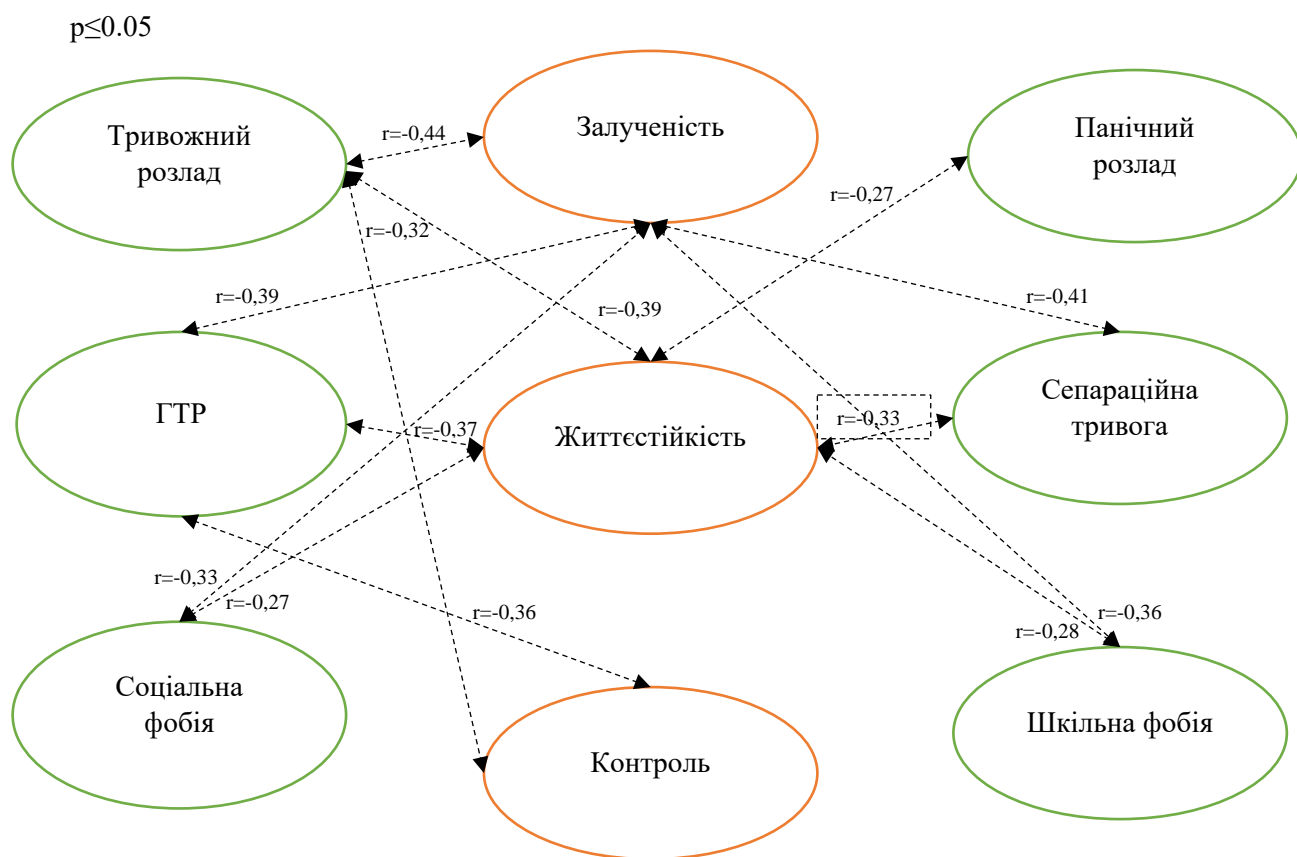 p≤0.05
Тривожний
розлад
r=-0,44
Залученість
Панічний
розлад
r=-0,27
r=-0,32
r=-0,39
r=-0,39
r=-0,41
ГТР
r=-0,37
Життєстійкість
r=-0,33
Сепараційна
тривога
r=-0,33
r=-0,27
r=-0,36
r=-0,36
r=-0,28
Соціальна
фобія
Контроль
Шкільна фобія